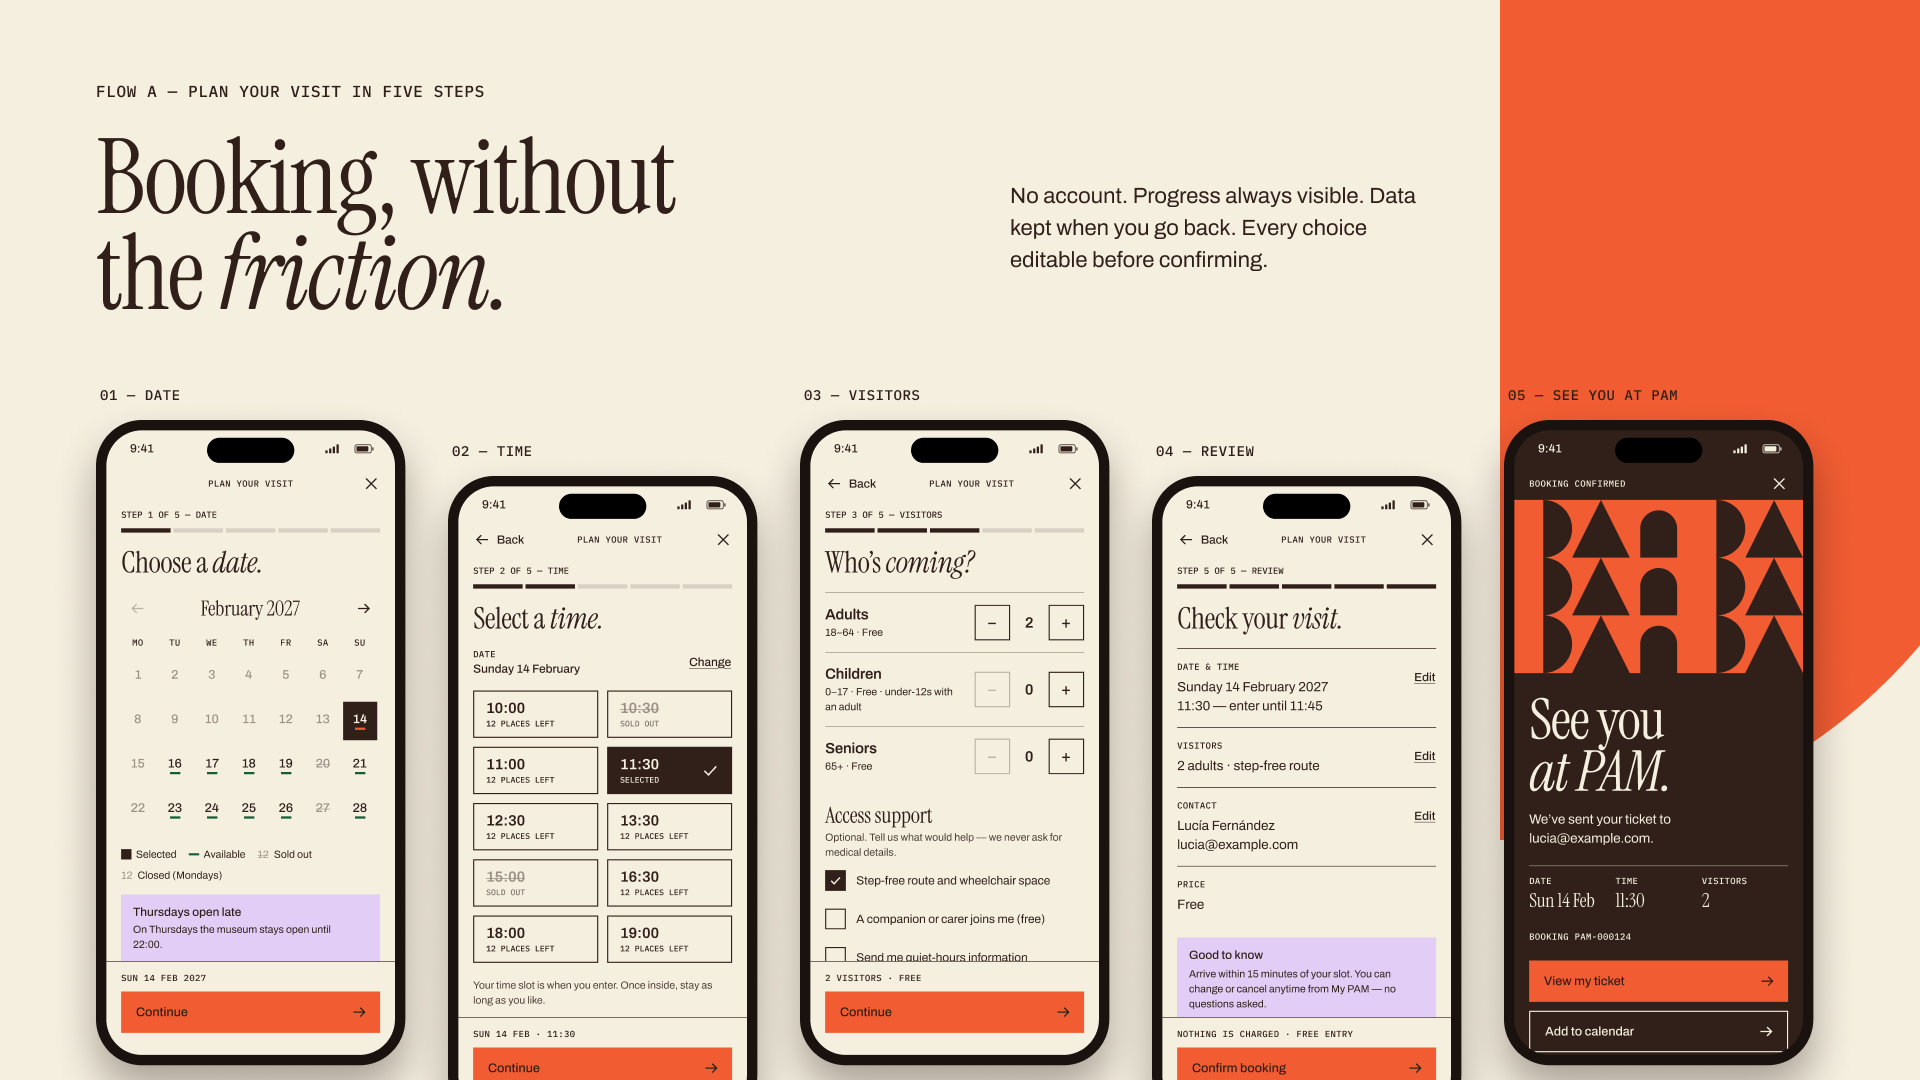 FLOW A — PLAN YOUR VISIT IN FIVE STEPS
Booking, without
the friction.
No account. Progress always visible. Data
kept when you go back. Every choice
editable before confirming.
01 — DATE
9:41
PLAN YOUR VISIT
STEP 1 OF 5 — DATE
Choose a date.
February 2027
MO TU WE TH FR SA SU
1 2 3 4 5 6 7
8 9 10 11 12 13 14
15 16 17 18 19 20 21
22 23 24 25 26 27 28
Selected Available 12 Sold out
12 Closed (Mondays)
Thursdays open late
On Thursdays the museum stays open until
22:00.
SUN 14 FEB 2027
Continue
02 — TIME
9:41
Back PLAN YOUR VISIT
STEP 2 OF 5 — TIME
Select a time.
DATE
Sunday 14 February
Change
10:00
12 PLACES LEFT
10:30
SOLD OUT
11:00
12 PLACES LEFT
11:30
SELECTED
12:30
12 PLACES LEFT
13:30
12 PLACES LEFT
15:00
SOLD OUT
16:30
12 PLACES LEFT
18:00
12 PLACES LEFT
19:00
12 PLACES LEFT
Your time slot is when you enter. Once inside, stay as
long as you like.
SUN 14 FEB · 11:30
Continue
03 — VISITORS
9:41
Back PLAN YOUR VISIT
STEP 3 OF 5 — VISITORS
Who's coming?
Adults
18–64 · Free
− 2 +
Children
0–17 · Free · under-12s with
an adult
− 0 +
Seniors
65+ · Free
− 0 +
Access support
Optional. Tell us what would help — we never ask for
medical details.
Step-free route and wheelchair space
A companion or carer joins me (free)
Send me quiet-hours information
2 VISITORS · FREE
Continue
04 — REVIEW
9:41
Back PLAN YOUR VISIT
STEP 5 OF 5 — REVIEW
Check your visit.
DATE & TIME
Sunday 14 February 2027
11:30 — enter until 11:45
Edit
VISITORS
2 adults · step-free route
Edit
CONTACT
Lucía Fernández
lucia@example.com
Edit
PRICE
Free
Good to know
Arrive within 15 minutes of your slot. You can
change or cancel anytime from My PAM — no
questions asked.
NOTHING IS CHARGED · FREE ENTRY
Confirm booking
05 — SEE YOU AT PAM
9:41
BOOKING CONFIRMED
See you
at PAM.
We've sent your ticket to
lucia@example.com.
DATE TIME VISITORS
Sun 14 Feb 11:30 2
BOOKING PAM-000124
View my ticket
Add to calendar